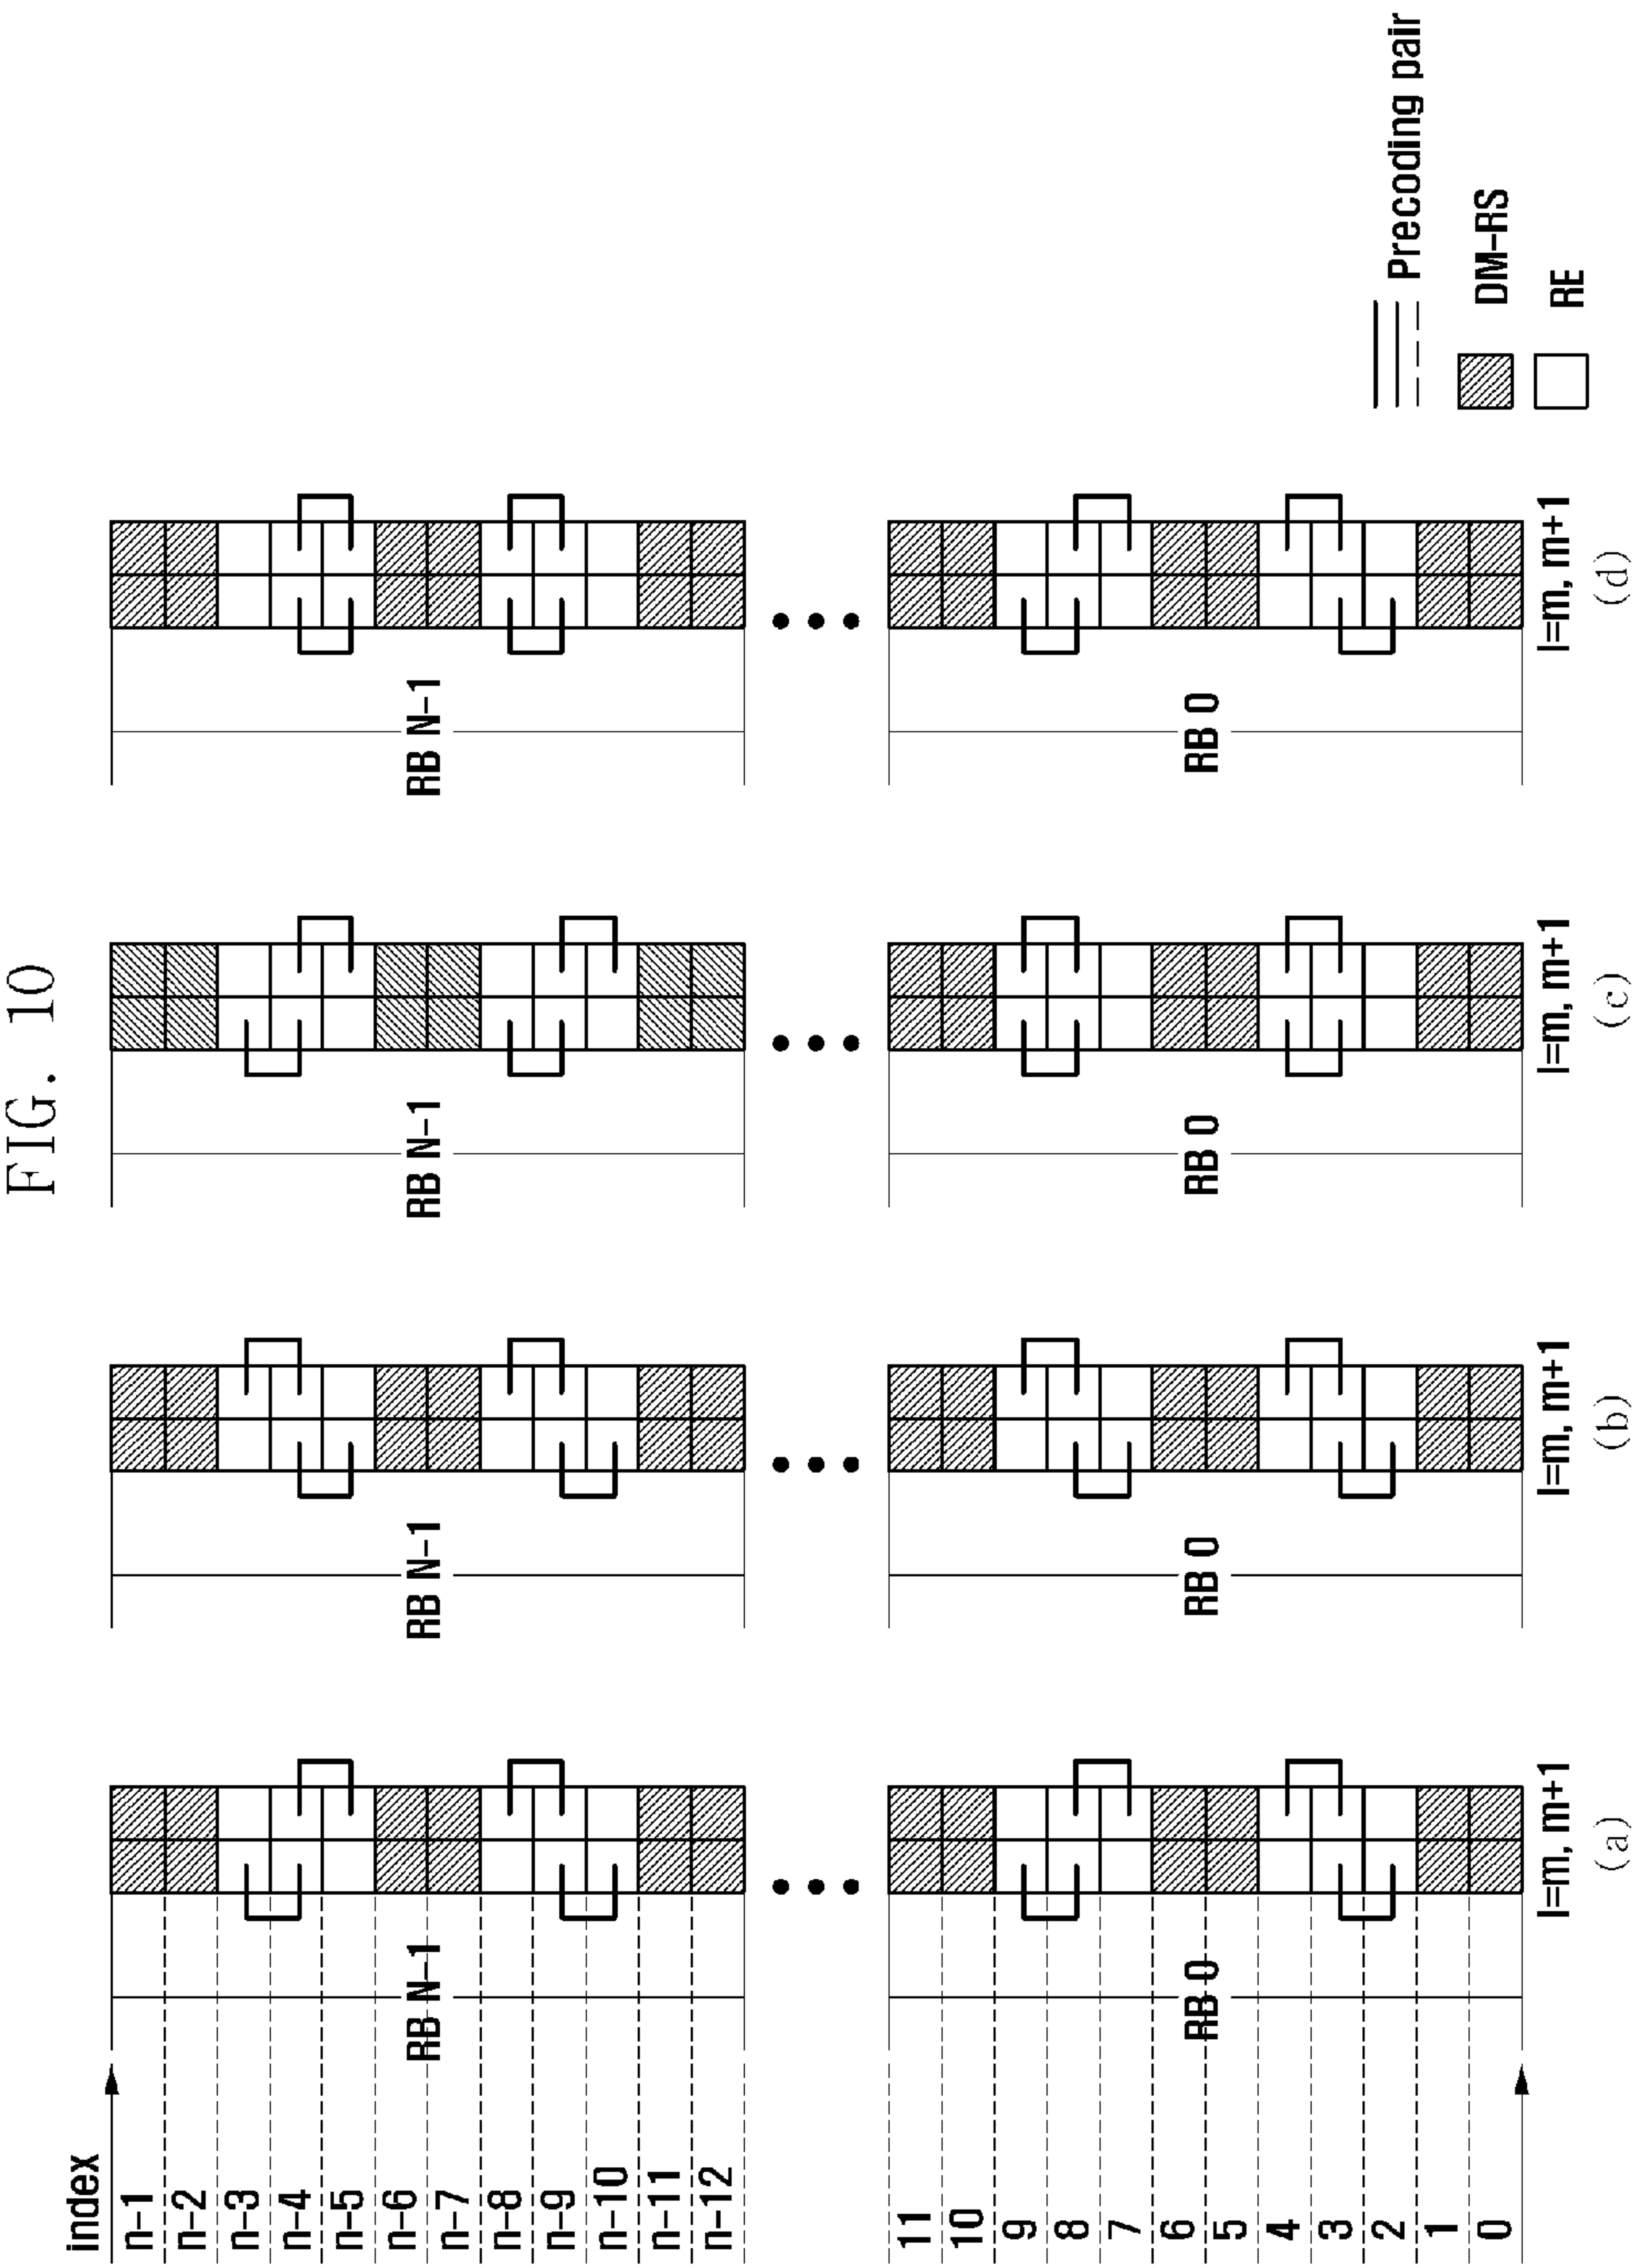 FIG. 10
index
n-1
n-2
n-3
n-4
n-5
n-6
n-7
n-8
n-9
n-10
n-11
n-12
RB N-1
RB N-1
RB N-1
RB N-1
11
10
9
8
7
6
5
4
3
2
1
0
RB 0
RB 0
RB 0
RB 0
l=m, m+1
l=m, m+1
l=m, m+1
l=m, m+1
(a)
(b)
(c)
(d)
Precoding pair
DM-RS
RE